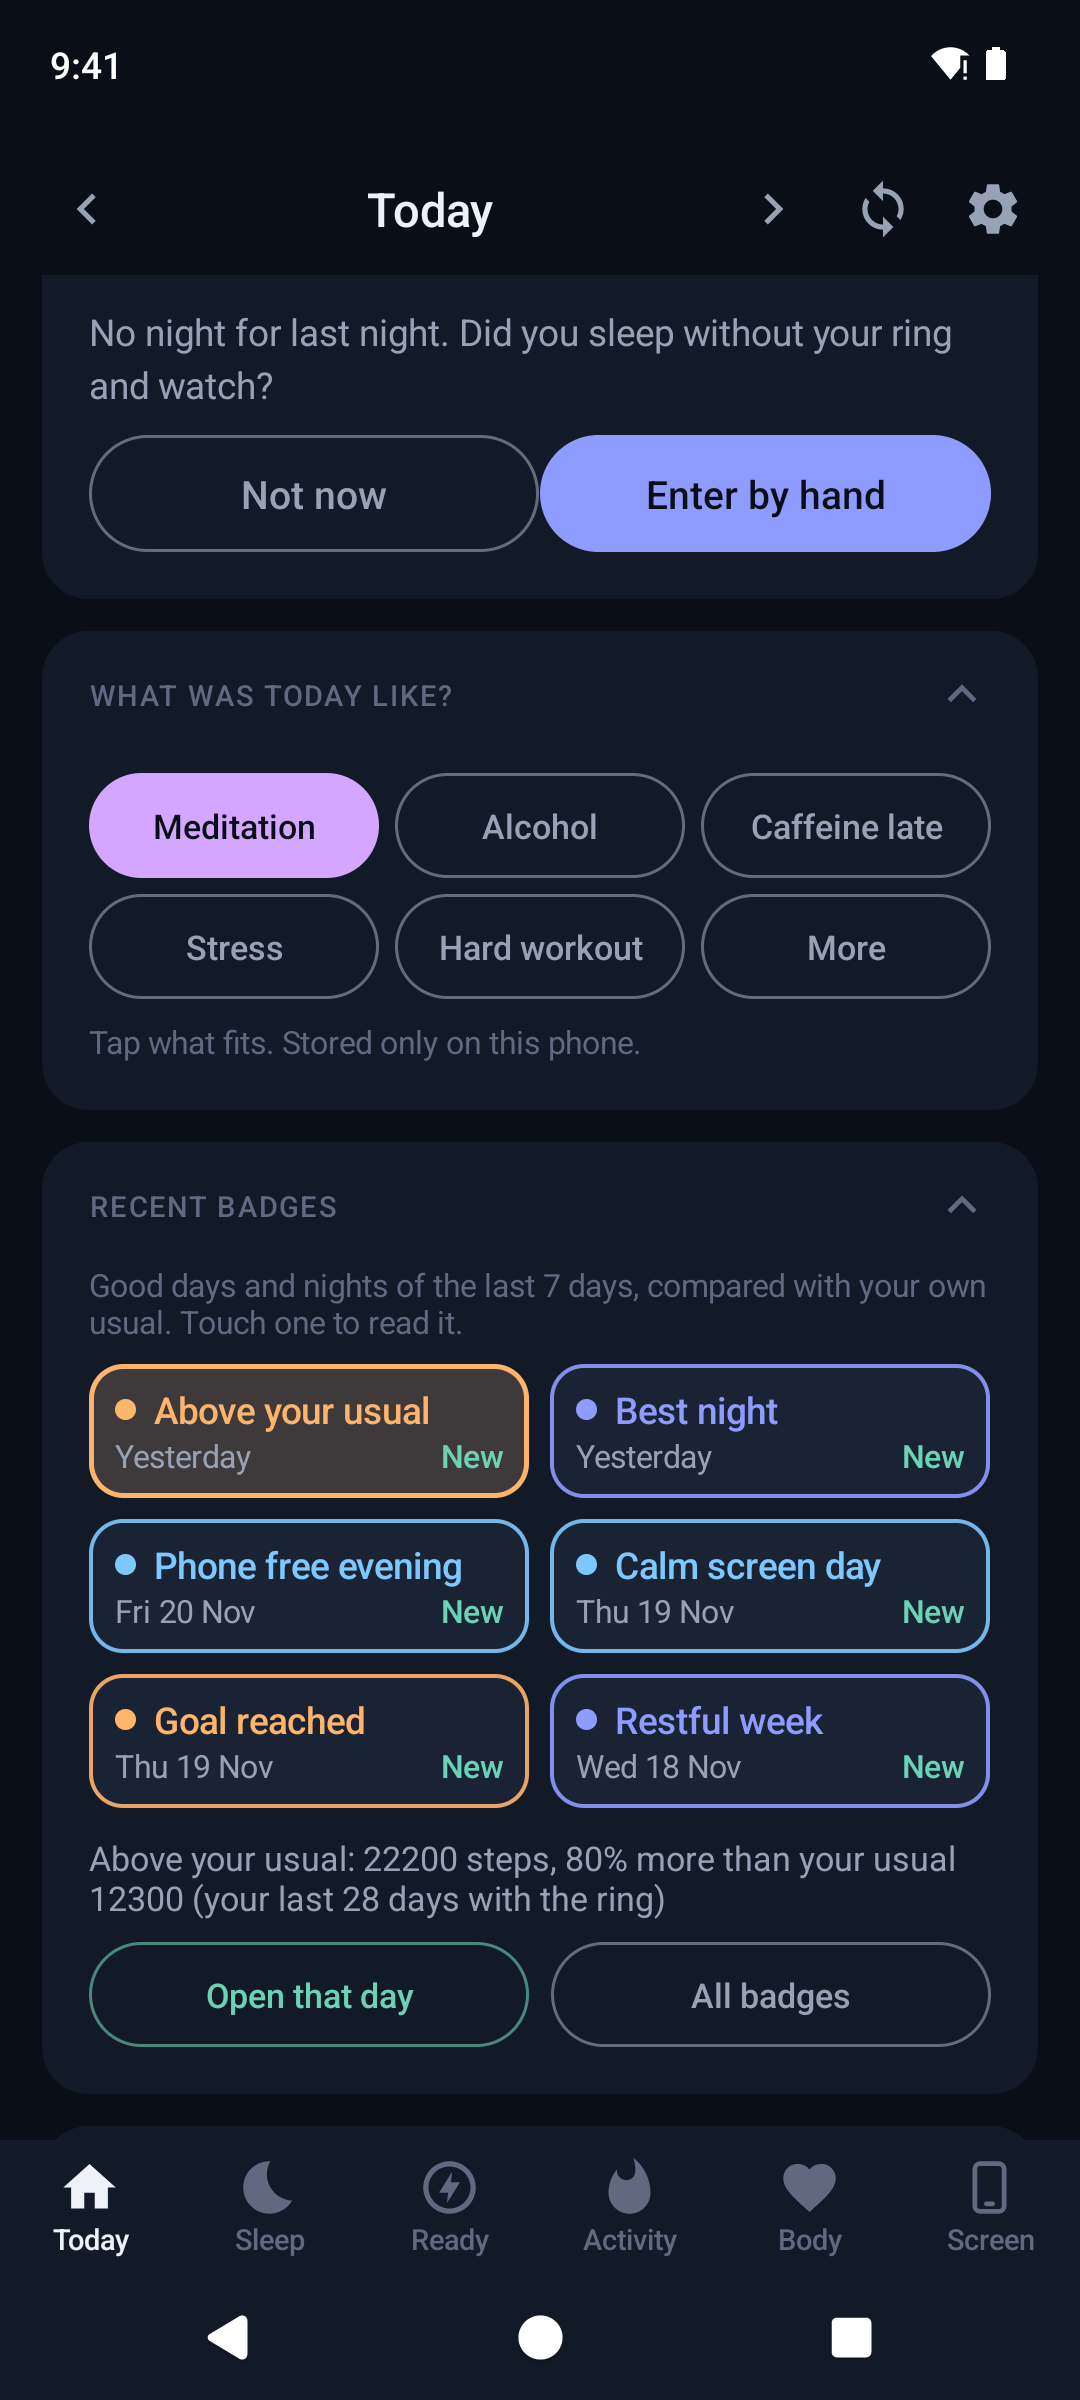 9:41
Today
No night for last night. Did you sleep without your ring
and watch?
Not now
Enter by hand
WHAT WAS TODAY LIKE?
Meditation
Alcohol
Caffeine late
Stress
Hard workout
More
Tap what fits. Stored only on this phone.
RECENT BADGES
Good days and nights of the last 7 days, compared with your own
usual. Touch one to read it.
Above your usual
Yesterday New
Best night
Yesterday New
Phone free evening
Fri 20 Nov New
Calm screen day
Thu 19 Nov New
Goal reached
Thu 19 Nov New
Restful week
Wed 18 Nov New
Above your usual: 22200 steps, 80% more than your usual
12300 (your last 28 days with the ring)
Open that day
All badges
Today
Sleep
Ready
Activity
Body
Screen